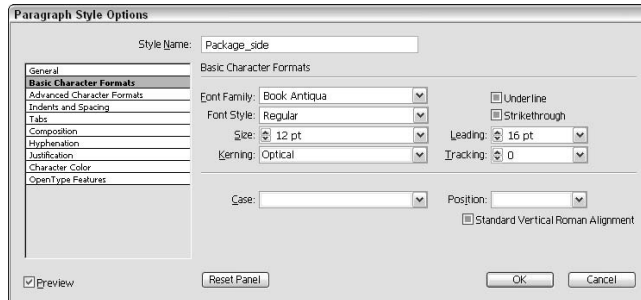 Paragraph Style Options
Style Name: Package_side
General
Basic Character Formats
Advanced Character Formats
Indents and Spacing
Tabs
Composition
Hyphenation
Justification
Character Color
OpenType Features
Basic Character Formats
Font Family: Book Antiqua
Underline
Font Style: Regular
Strikethrough
Size: 12 pt
Leading: 16 pt
Kerning: Optical
Tracking: 0
Case:
Position:
Standard Vertical Roman Alignment
Preview
Reset Panel
OK
Cancel